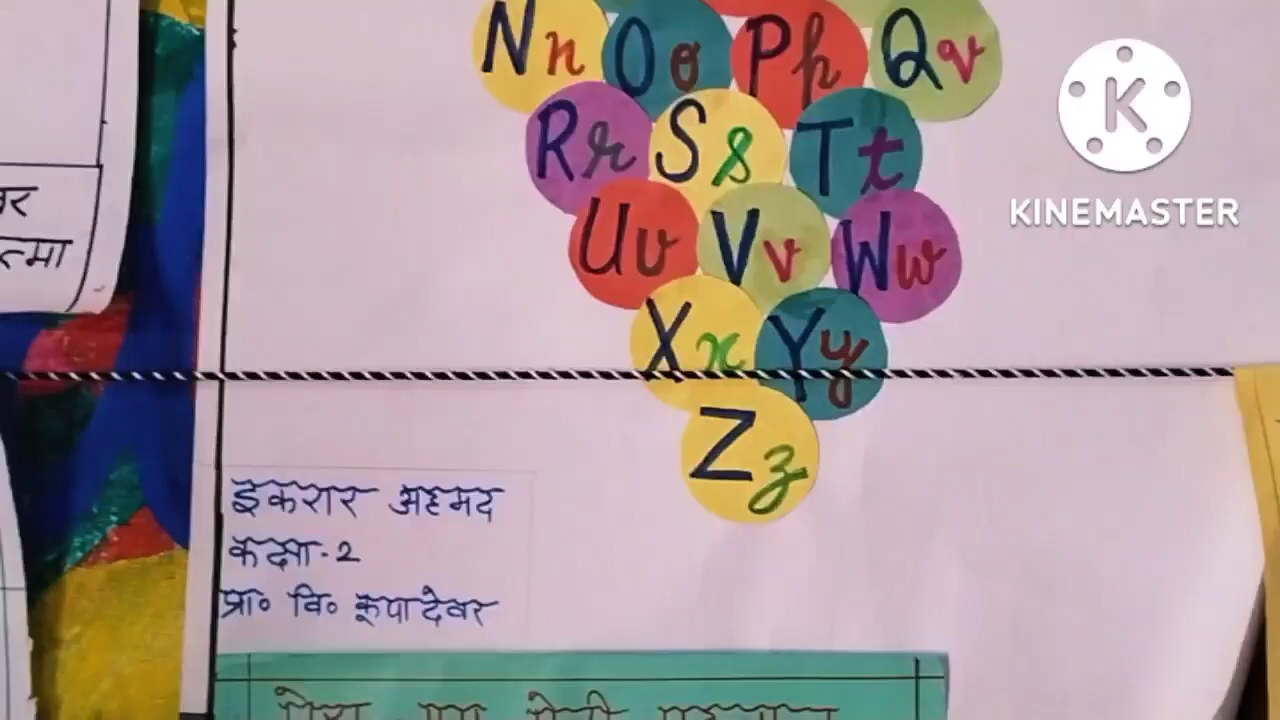 Nn Oo Pp Qq
Rr Ss Tt
Uu Vv Ww
Xx Yy
Zz
K
KINEMASTER
त्मा
इकरार अहमद
कक्षा-2
प्रा० वि० कूपादेवर